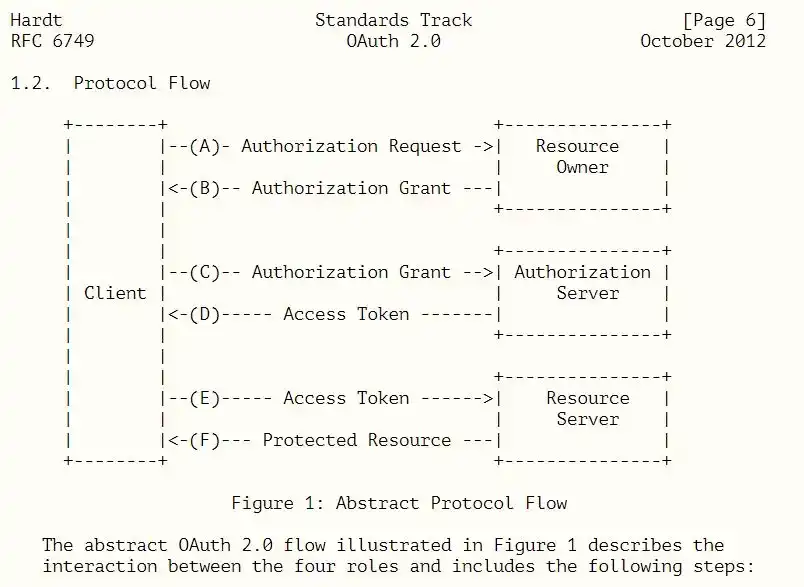 Hardt                        Standards Track                    [Page 6]
RFC 6749                        OAuth 2.0                   October 2012

1.2.  Protocol Flow

     +--------+                               +---------------+
     |        |--(A)- Authorization Request ->|   Resource    |
     |        |                               |     Owner     |
     |        |<-(B)-- Authorization Grant ---|               |
     |        |                               +---------------+
     |        |
     |        |                               +---------------+
     |        |--(C)-- Authorization Grant -->| Authorization |
     | Client |                               |     Server    |
     |        |<-(D)----- Access Token -------|               |
     |        |                               +---------------+
     |        |
     |        |                               +---------------+
     |        |--(E)----- Access Token ------>|    Resource   |
     |        |                               |     Server    |
     |        |<-(F)--- Protected Resource ---|               |
     +--------+                               +---------------+

                     Figure 1: Abstract Protocol Flow

   The abstract OAuth 2.0 flow illustrated in Figure 1 describes the
   interaction between the four roles and includes the following steps: